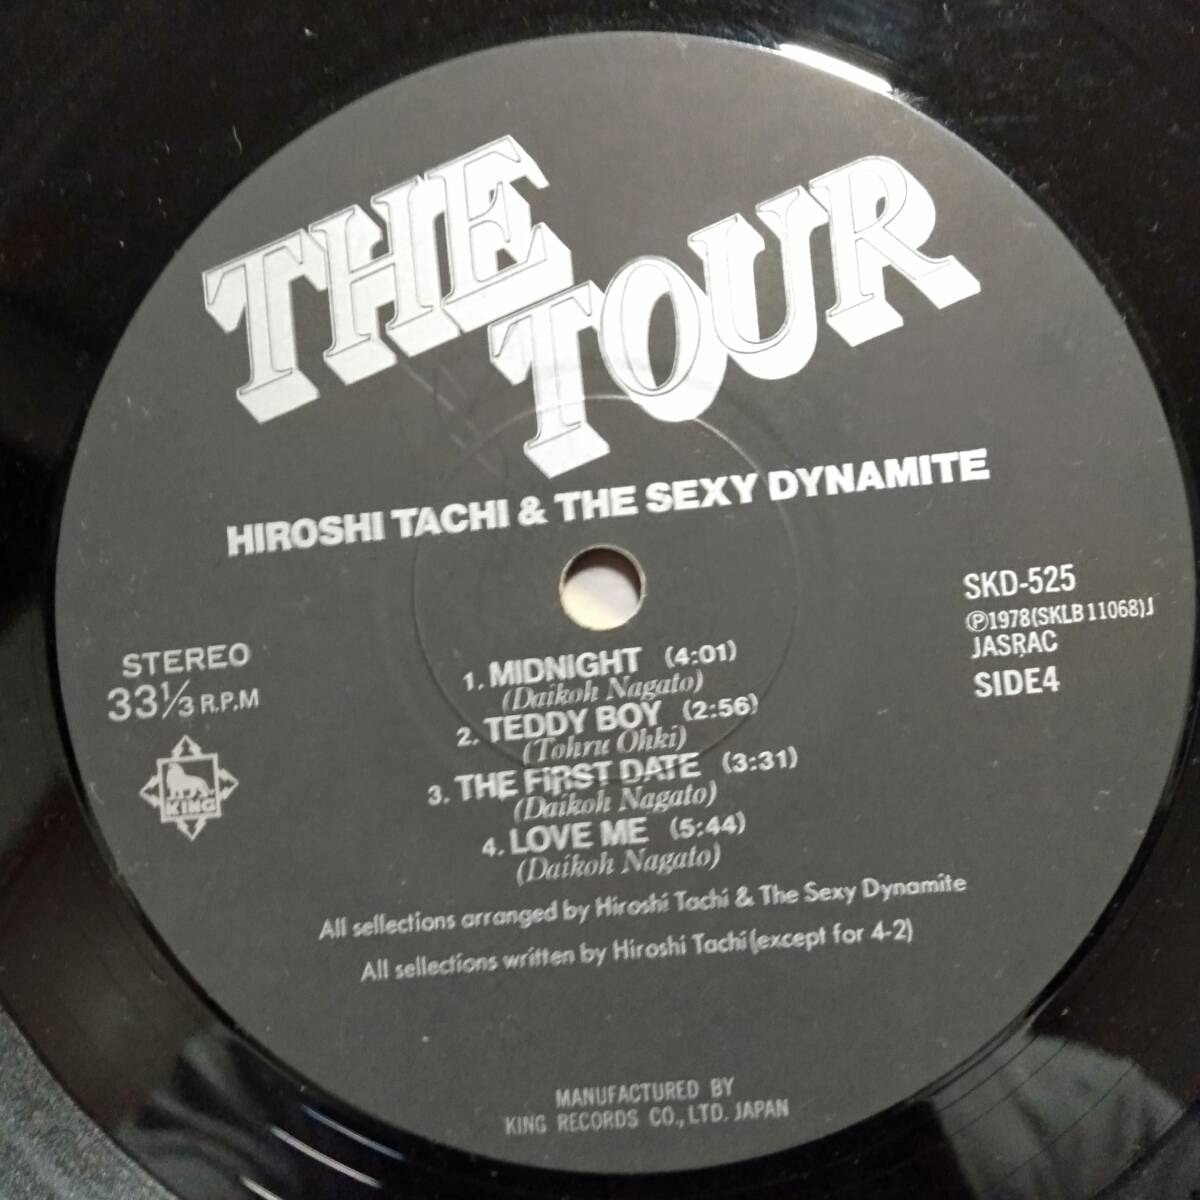 THE
TOUR
HIROSHI TACHI & THE SEXY DYNAMITE
SKD-525
Ⓟ1978(SKLB 11068)J
JASRAC
SIDE4
STEREO
33 1/3 R.P.M
KING
1. MIDNIGHT (4:01)
(Daikoh Nagato)
2. TEDDY BOY (2:56)
(Tohru Ohki)
3. THE FIRST DATE (3:31)
(Daikoh Nagato)
4. LOVE ME (5:44)
(Daikoh Nagato)
All sellections arranged by Hiroshi Tachi & The Sexy Dynamite
All sellections written by Hiroshi Tachi (except for 4-2)
MANUFACTURED BY
KING RECORDS CO., LTD. JAPAN